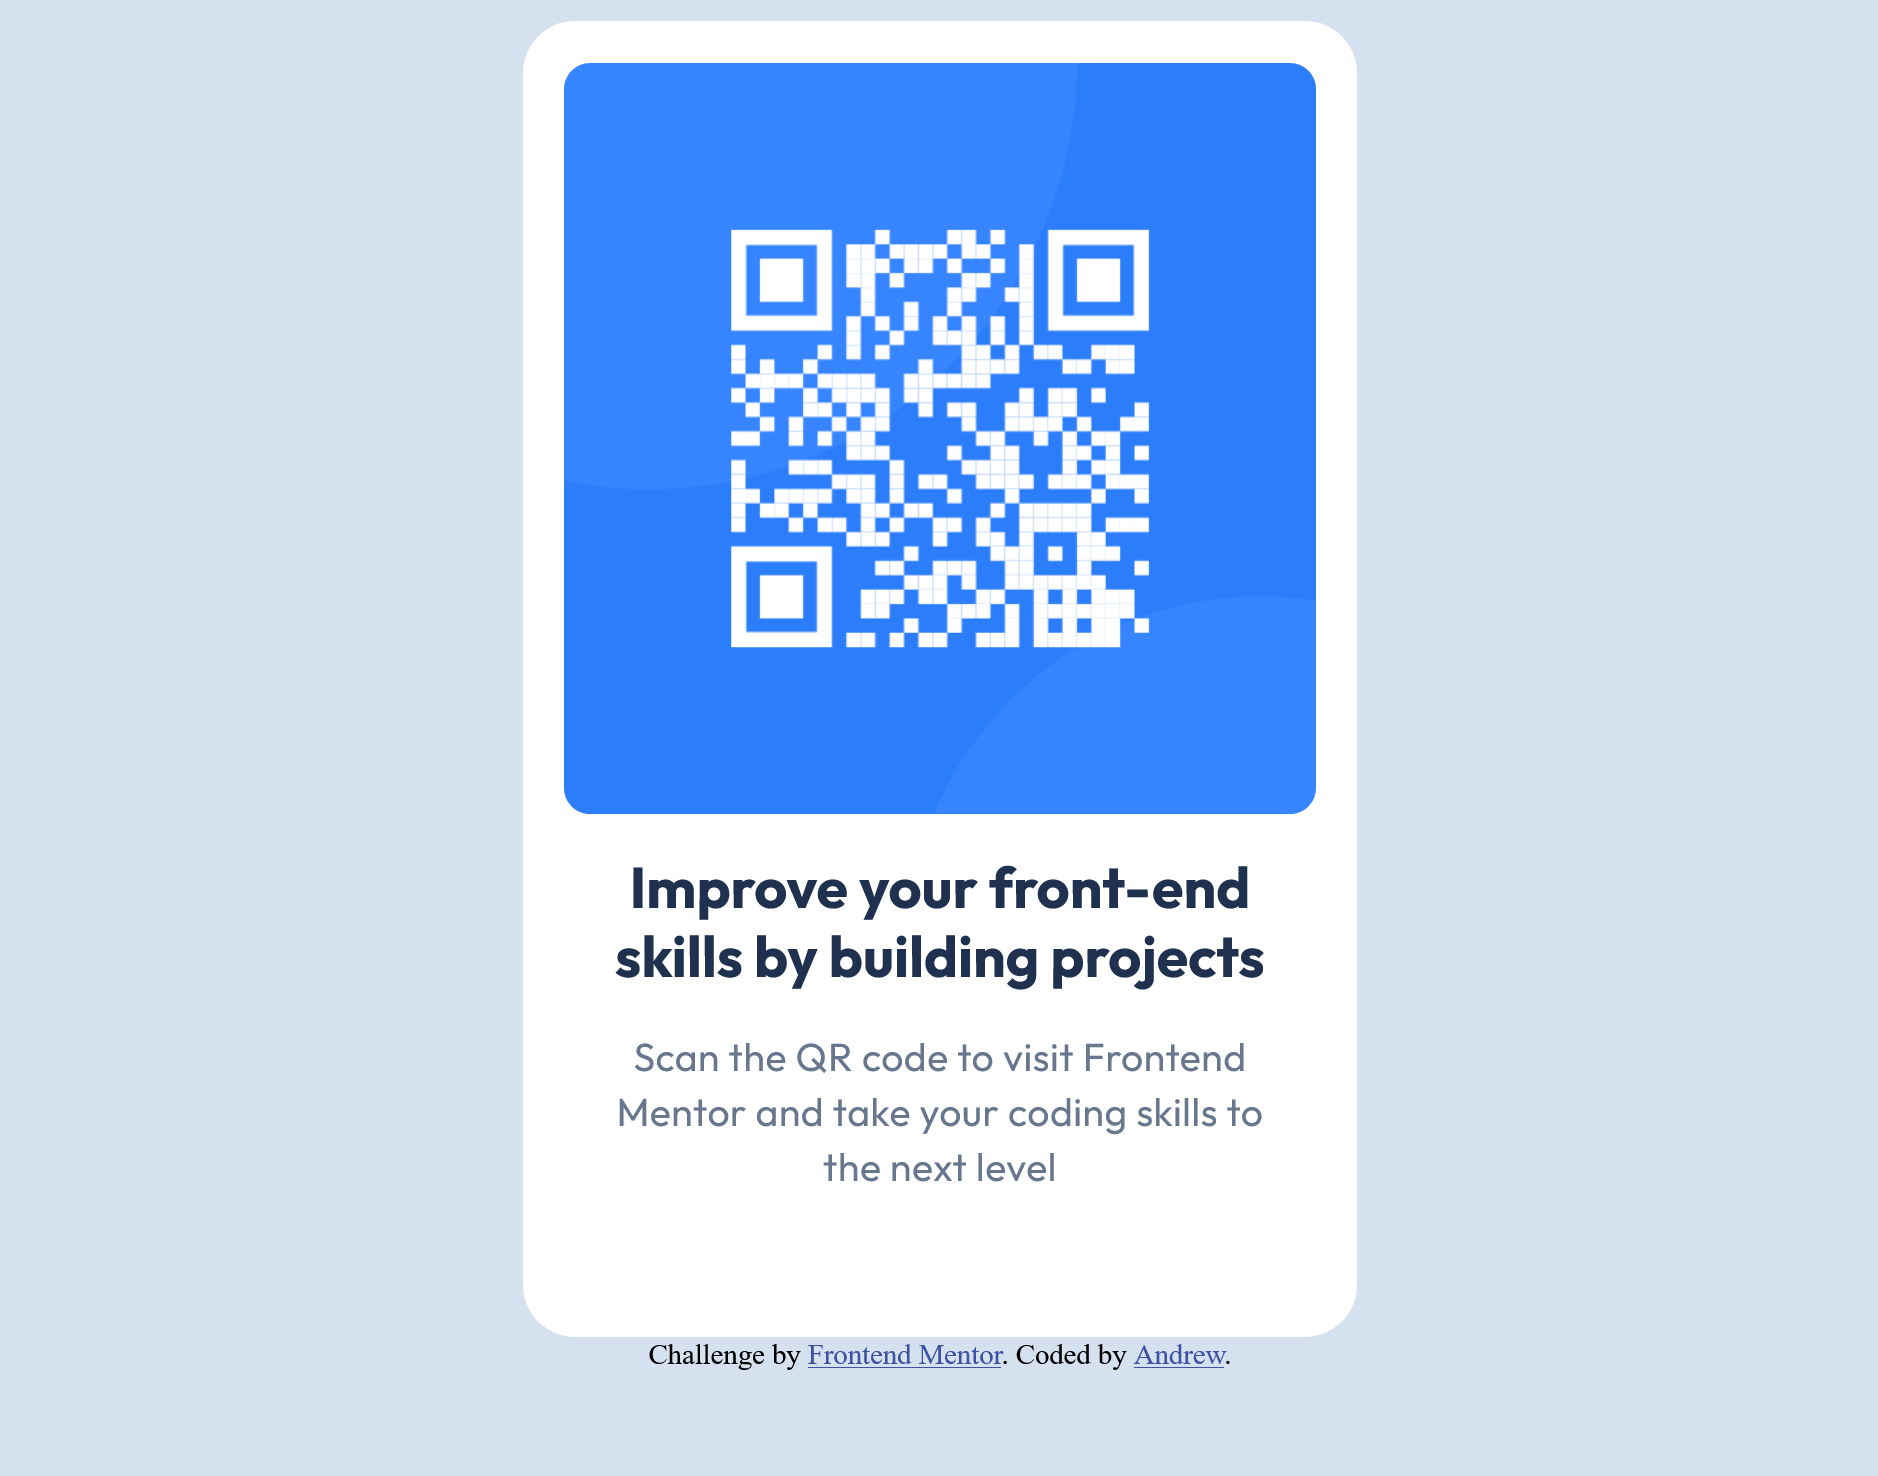 Improve your front-end
skills by building projects
Scan the QR code to visit Frontend
Mentor and take your coding skills to
the next level
Challenge by Frontend Mentor. Coded by Andrew.